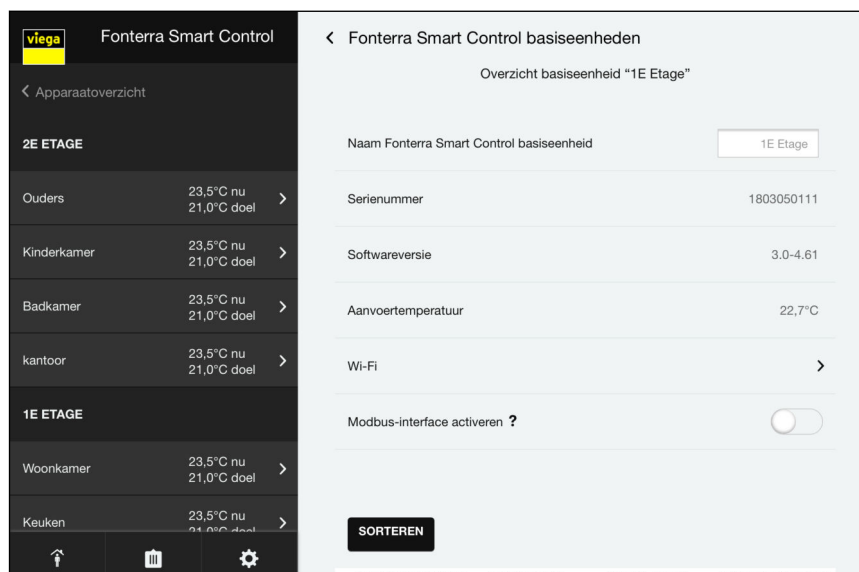 viega
Fonterra Smart Control
Apparaatoverzicht
2E ETAGE
Ouders
23,5°C nu
21,0°C doel
Kinderkamer
23,5°C nu
21,0°C doel
Badkamer
23,5°C nu
21,0°C doel
kantoor
23,5°C nu
21,0°C doel
1E ETAGE
Woonkamer
23,5°C nu
21,0°C doel
Keuken
23,5°C nu
21,0°C doel
Fonterra Smart Control basiseenheden
Overzicht basiseenheid “1E Etage”
Naam Fonterra Smart Control basiseenheid
1E Etage
Serienummer
1803050111
Softwareversie
3.0-4.61
Aanvoertemperatuur
22,7°C
Wi-Fi
Modbus-interface activeren ?
SORTEREN